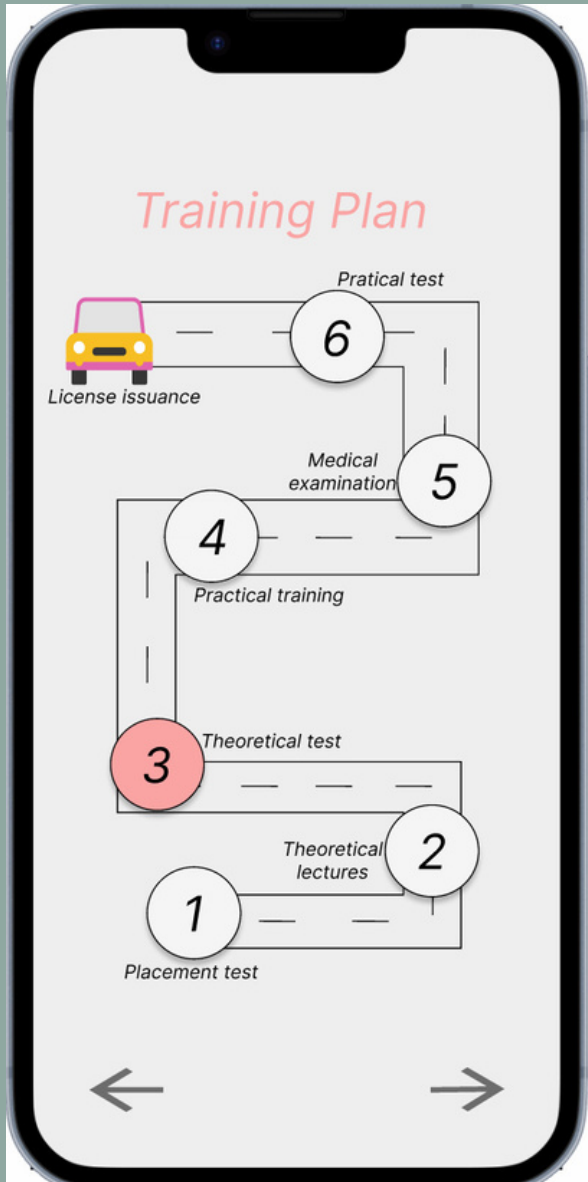 Training Plan
Pratical test
6
License issuance
Medical
examination
5
4
Practical training
Theoretical test
3
Theoretical
lectures
2
1
Placement test